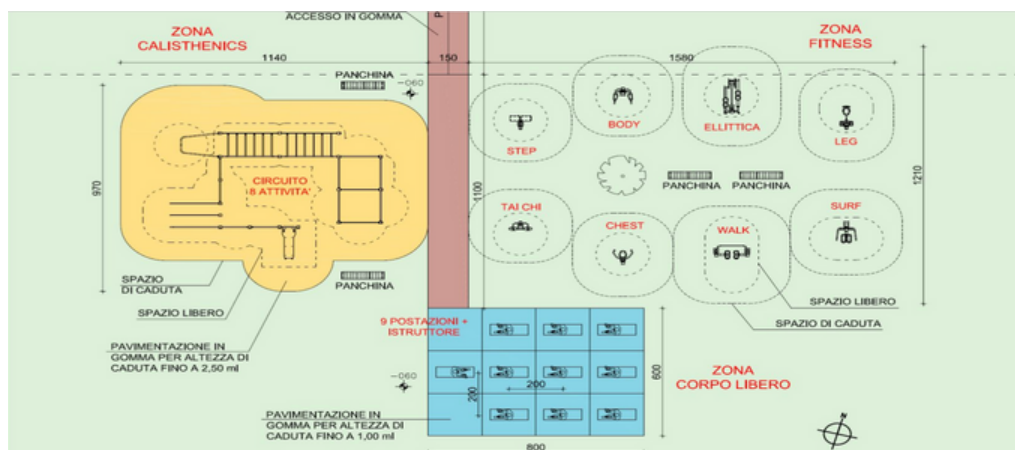 ACCESSO IN GOMMA
P
ZONA
CALISTHENICS
ZONA
FITNESS
1140
150
1580
PANCHINA
-060
BODY
ELLITTICA
STEP
LEG
970
CIRCUITO
8 ATTIVITA'
1100
PANCHINA
PANCHINA
1210
TAI CHI
CHEST
WALK
SURF
SPAZIO
DI CADUTA
PANCHINA
SPAZIO LIBERO
SPAZIO LIBERO
SPAZIO DI CADUTA
9 POSTAZIONI +
ISTRUTTORE
PAVIMENTAZIONE IN
GOMMA PER ALTEZZA DI
CADUTA FINO A 2,50 ml
-060
200
200
600
ZONA
CORPO LIBERO
PAVIMENTAZIONE IN
GOMMA PER ALTEZZA DI
CADUTA FINO A 1,00 ml
800
N